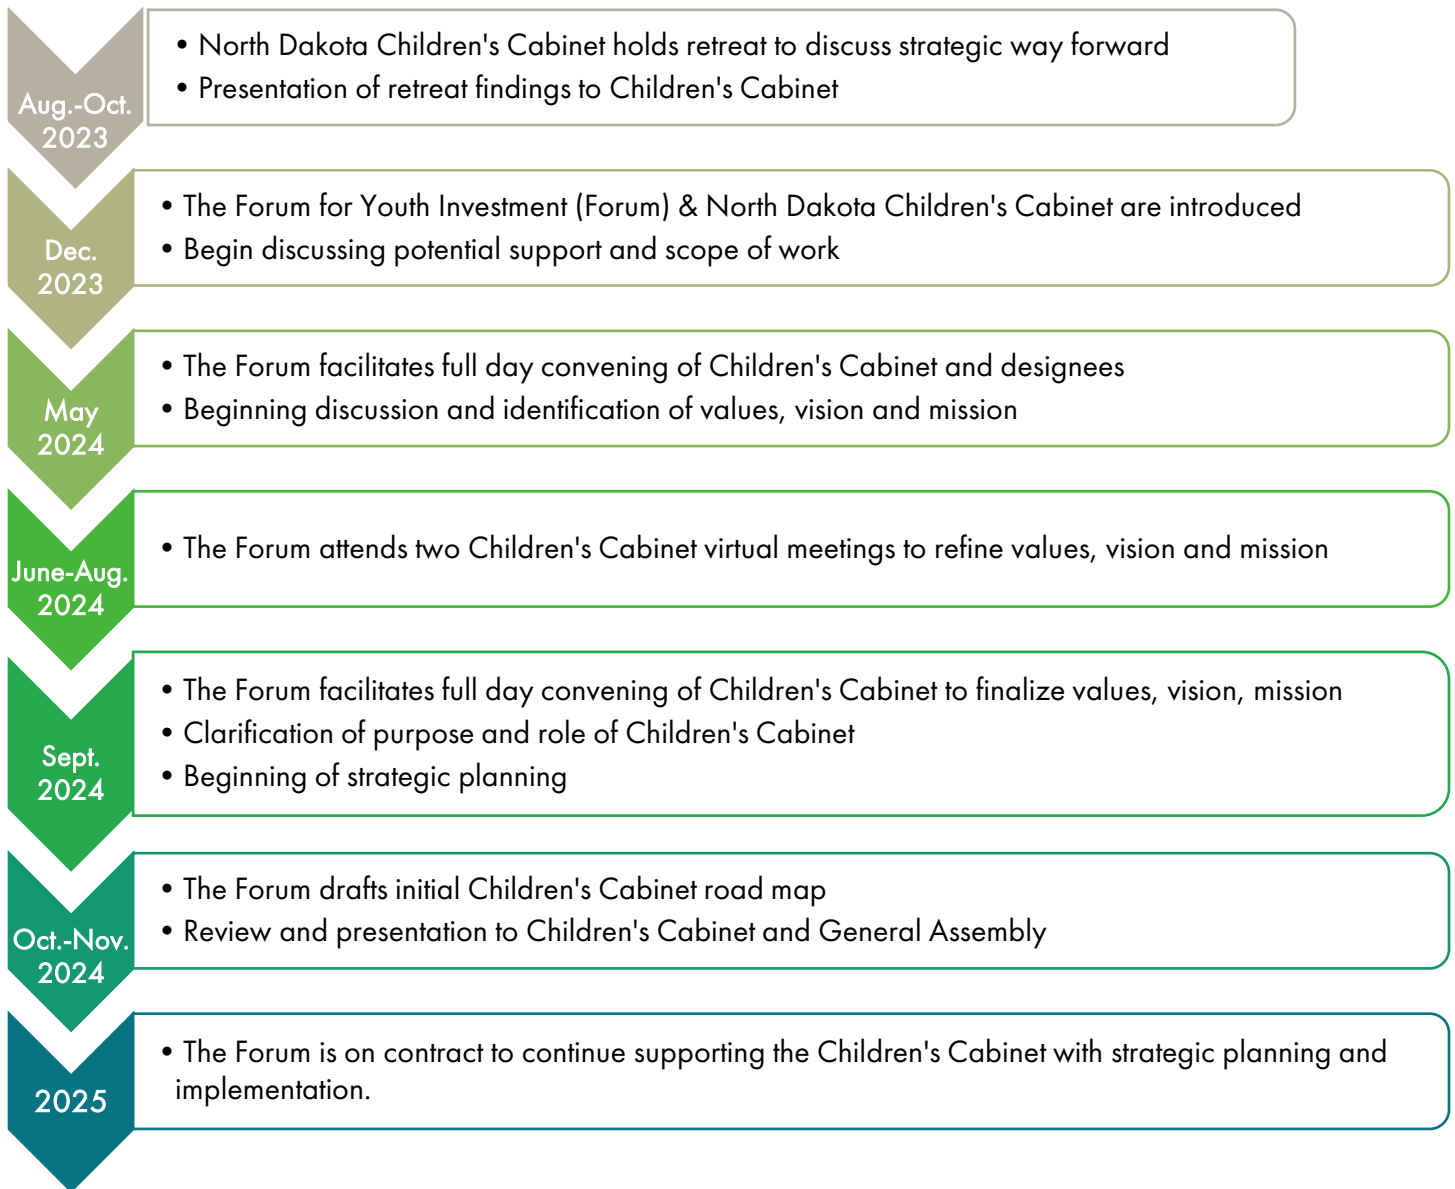 Aug.-Oct.
2023
• North Dakota Children's Cabinet holds retreat to discuss strategic way forward
• Presentation of retreat findings to Children's Cabinet
Dec.
2023
• The Forum for Youth Investment (Forum) & North Dakota Children's Cabinet are introduced
• Begin discussing potential support and scope of work
May
2024
• The Forum facilitates full day convening of Children's Cabinet and designees
• Beginning discussion and identification of values, vision and mission
June-Aug.
2024
• The Forum attends two Children's Cabinet virtual meetings to refine values, vision and mission
Sept.
2024
• The Forum facilitates full day convening of Children's Cabinet to finalize values, vision, mission
• Clarification of purpose and role of Children's Cabinet
• Beginning of strategic planning
Oct.-Nov.
2024
• The Forum drafts initial Children's Cabinet road map
• Review and presentation to Children's Cabinet and General Assembly
2025
• The Forum is on contract to continue supporting the Children's Cabinet with strategic planning and
implementation.